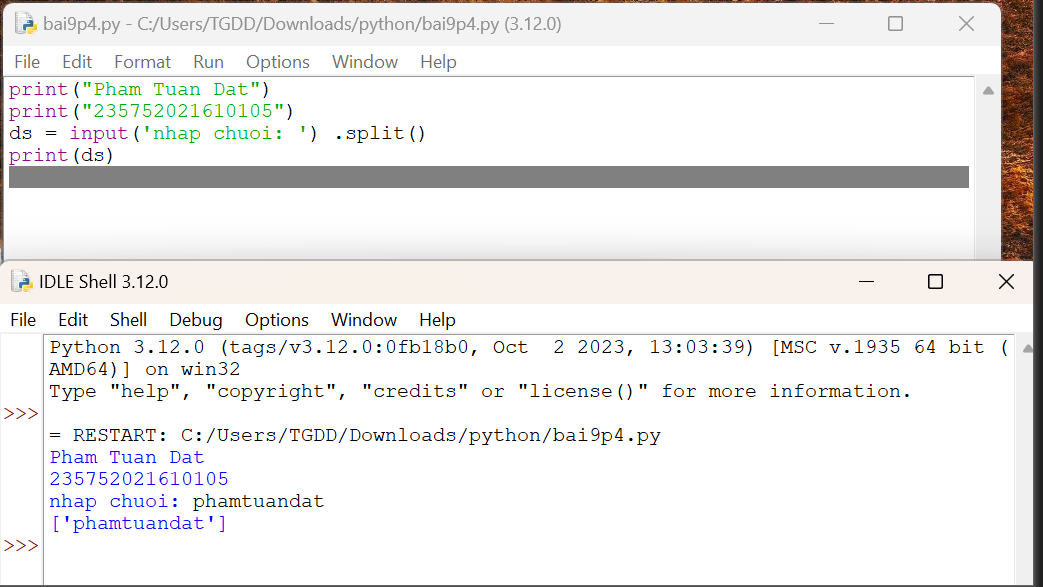 bai9p4.py - C:/Users/TGDD/Downloads/python/bai9p4.py (3.12.0)
File Edit Format Run Options Window Help
print("Pham Tuan Dat")
print("235752021610105")
ds = input('nhap chuoi: ') .split()
print(ds)
IDLE Shell 3.12.0
File Edit Shell Debug Options Window Help
Python 3.12.0 (tags/v3.12.0:0fb18b0, Oct  2 2023, 13:03:39) [MSC v.1935 64 bit (
AMD64)] on win32
Type "help", "copyright", "credits" or "license()" for more information.
>>>
= RESTART: C:/Users/TGDD/Downloads/python/bai9p4.py
Pham Tuan Dat
235752021610105
nhap chuoi: phamtuandat
['phamtuandat']
>>>